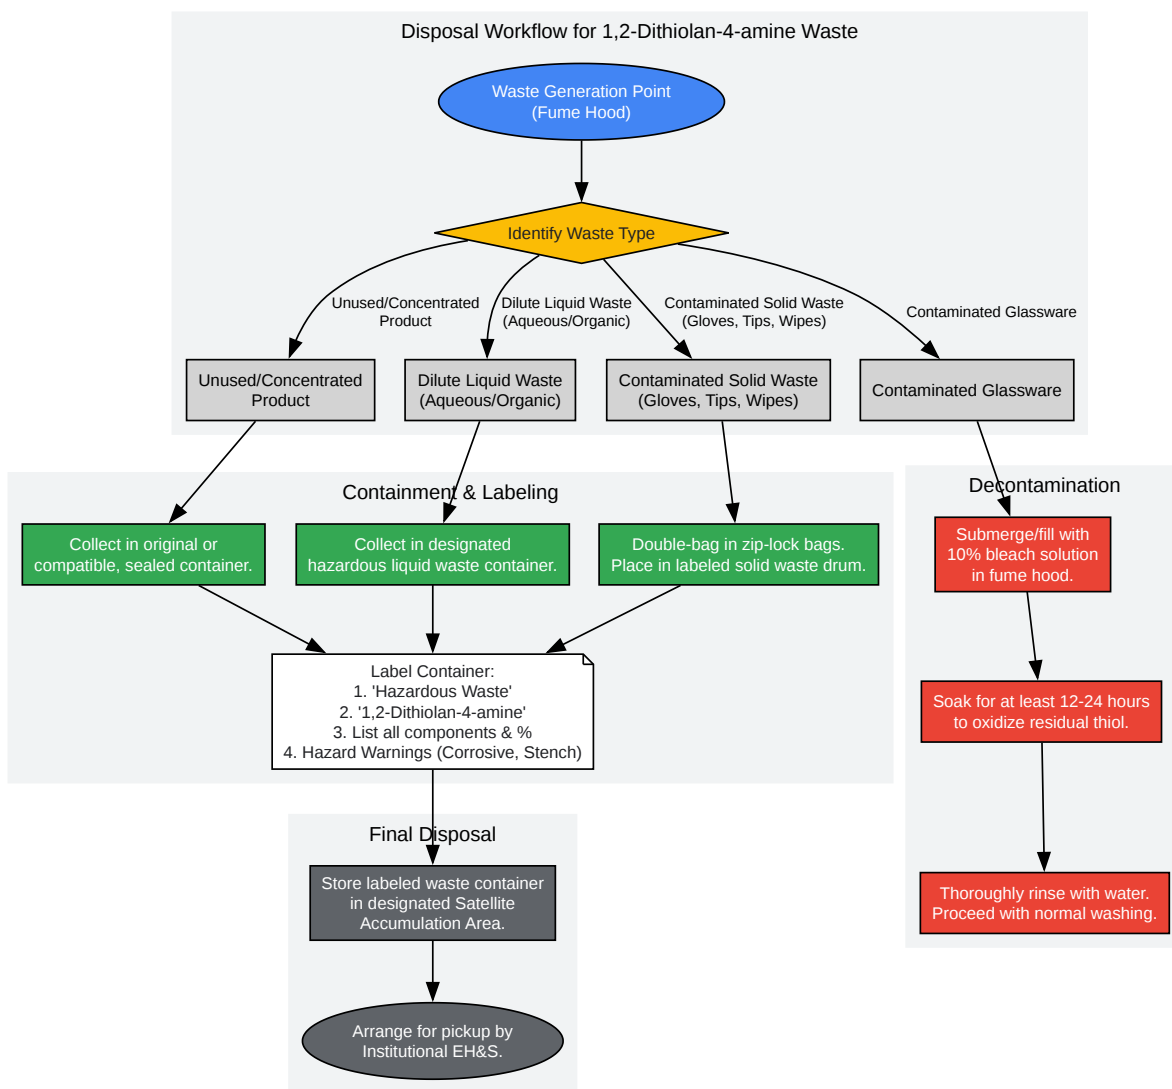 Disposal Workflow for 1,2-Dithiolan-4-amine Waste
Waste Generation Point
(Fume Hood)
Identify Waste Type
Unused/Concentrated
Product
Dilute Liquid Waste
(Aqueous/Organic)
Contaminated Solid Waste
(Gloves, Tips, Wipes)
Contaminated Glassware
Unused/Concentrated
Product
Dilute Liquid Waste
(Aqueous/Organic)
Contaminated Solid Waste
(Gloves, Tips, Wipes)
Contaminated Glassware
Containment & Labeling
Collect in original or
compatible, sealed container.
Collect in designated
hazardous liquid waste container.
Double-bag in zip-lock bags.
Place in labeled solid waste drum.
Label Container:
1. 'Hazardous Waste'
2. '1,2-Dithiolan-4-amine'
3. List all components & %
4. Hazard Warnings (Corrosive, Stench)
Decontamination
Submerge/fill with
10% bleach solution
in fume hood.
Soak for at least 12-24 hours
to oxidize residual thiol.
Thoroughly rinse with water.
Proceed with normal washing.
Final Disposal
Store labeled waste container
in designated Satellite
Accumulation Area.
Arrange for pickup by
Institutional EH&S.